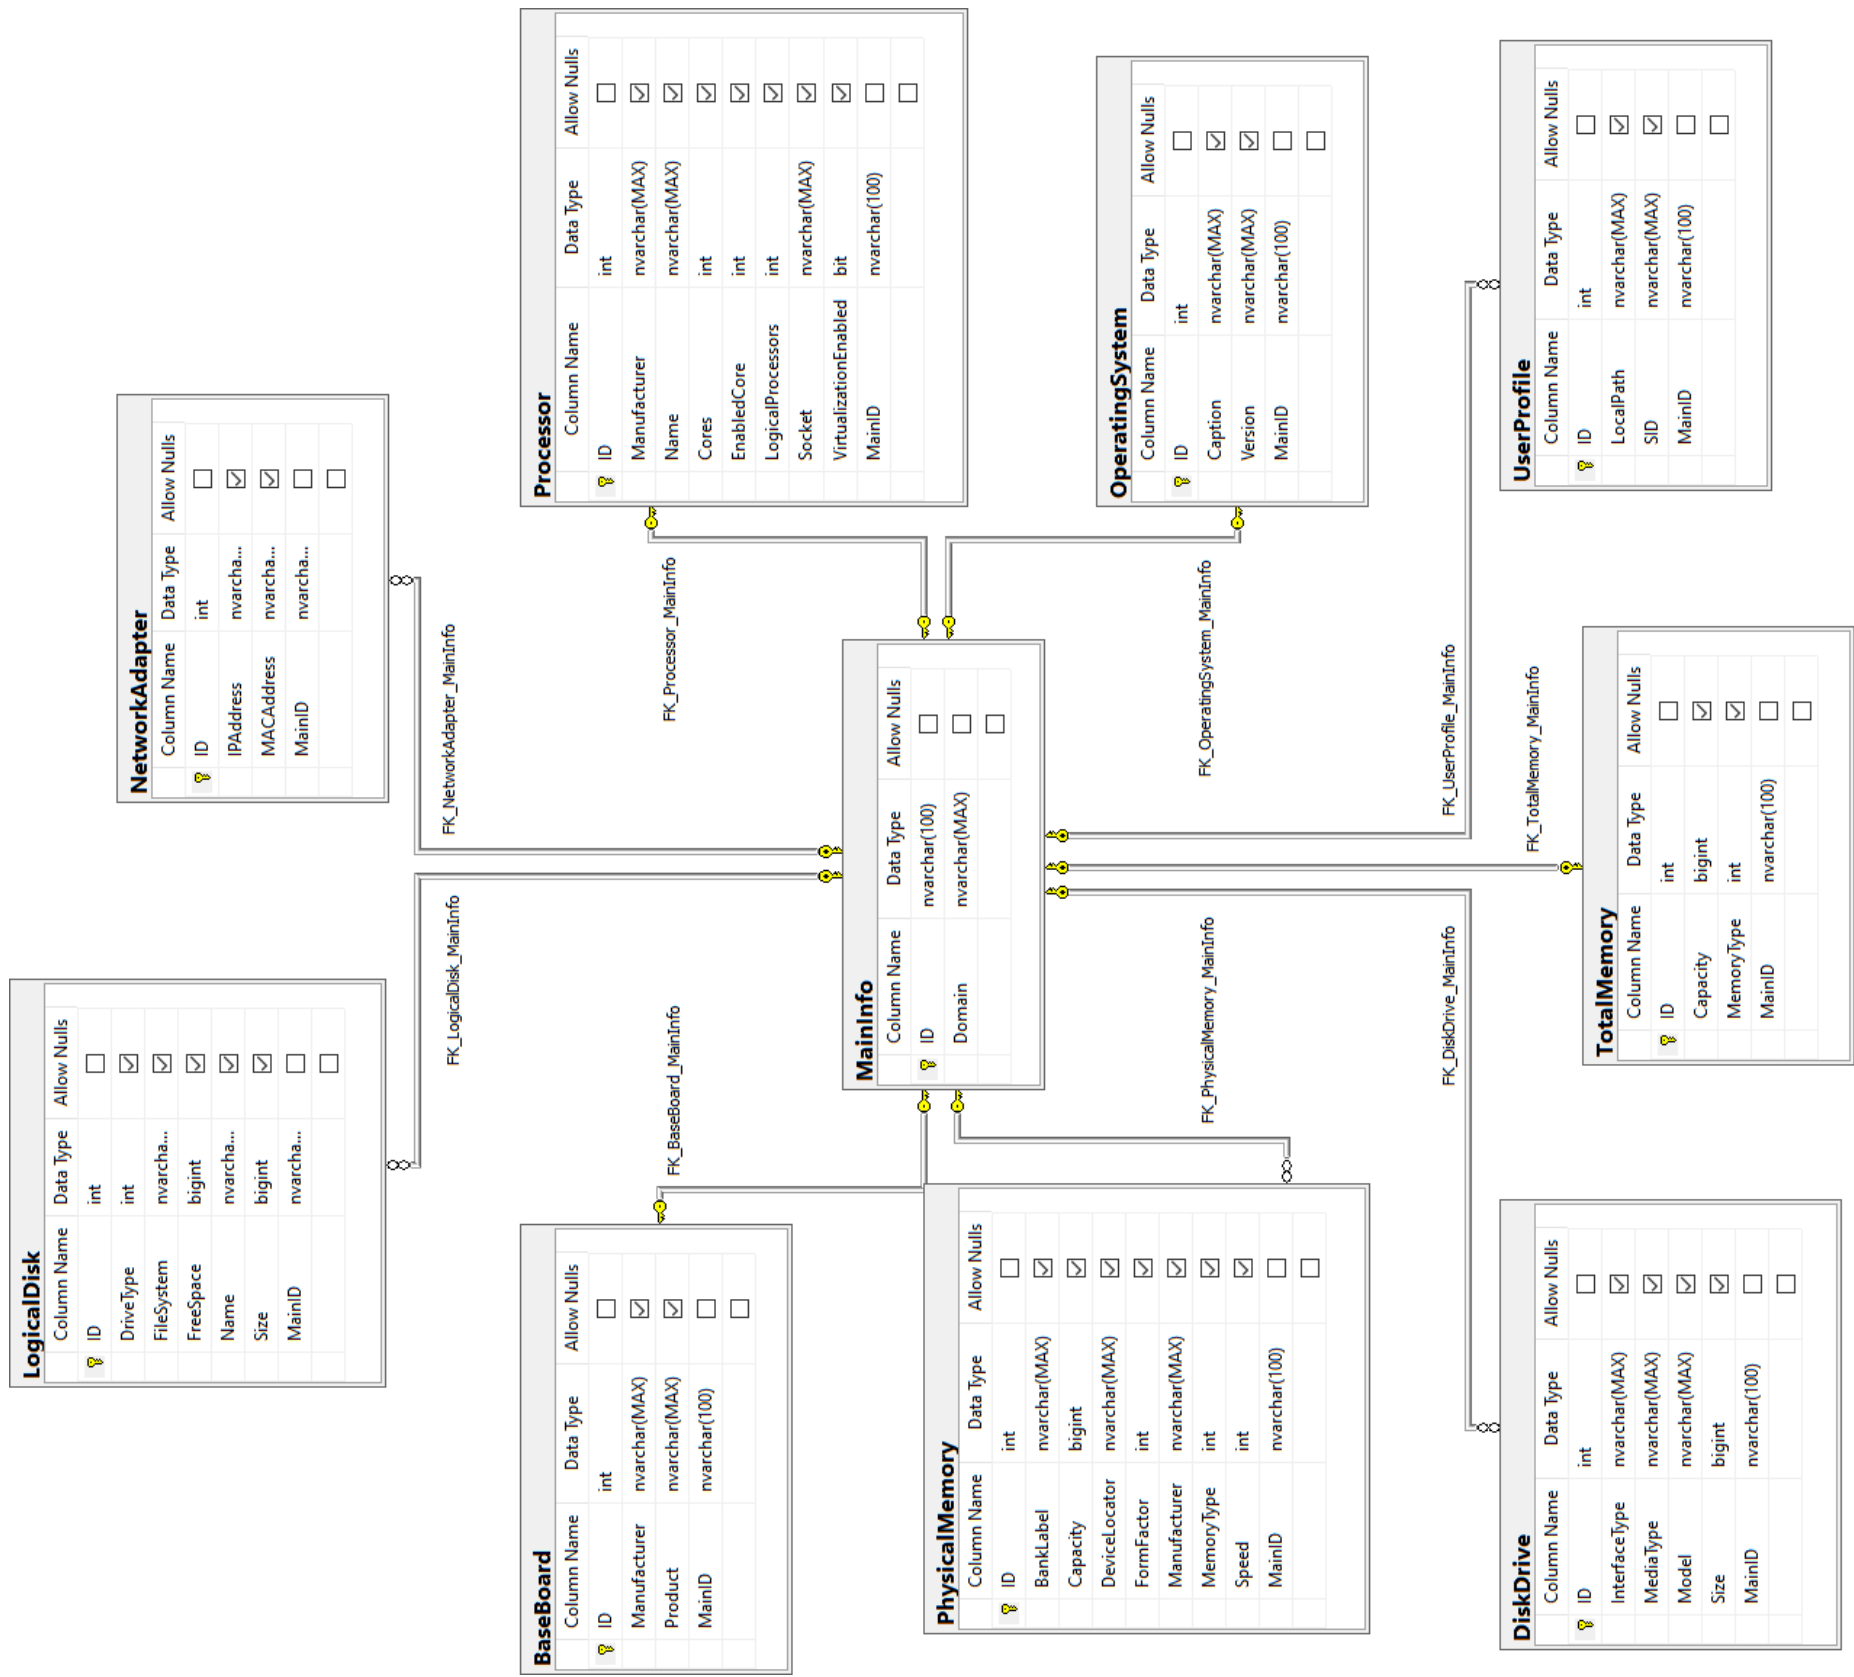 LogicalDisk
Column Name Data Type Allow Nulls
ID int
DriveType int
FileSystem nvarcha...
FreeSpace bigint
Name nvarcha...
Size bigint
MainID nvarcha...
NetworkAdapter
Column Name Data Type Allow Nulls
ID int
IPAddress nvarcha...
MACAddress nvarcha...
MainID nvarcha...
FK_LogicalDisk_MainInfo
FK_NetworkAdapter_MainInfo
BaseBoard
Column Name Data Type Allow Nulls
ID int
Manufacturer nvarchar(MAX)
Product nvarchar(MAX)
MainID nvarchar(100)
FK_BaseBoard_MainInfo
FK_Processor_MainInfo
Processor
Column Name Data Type Allow Nulls
ID int
Manufacturer nvarchar(MAX)
Name nvarchar(MAX)
Cores int
EnabledCore int
LogicalProcessors int
Socket nvarchar(MAX)
VirtualizationEnabled bit
MainID nvarchar(100)
MainInfo
Column Name Data Type Allow Nulls
ID nvarchar(100)
Domain nvarchar(MAX)
PhysicalMemory
Column Name Data Type Allow Nulls
ID int
BankLabel nvarchar(MAX)
Capacity bigint
DeviceLocator nvarchar(MAX)
FormFactor int
Manufacturer nvarchar(MAX)
MemoryType int
Speed int
MainID nvarchar(100)
FK_PhysicalMemory_MainInfo
FK_OperatingSystem_MainInfo
OperatingSystem
Column Name Data Type Allow Nulls
ID int
Caption nvarchar(MAX)
Version nvarchar(MAX)
MainID nvarchar(100)
FK_DiskDrive_MainInfo
FK_UserProfile_MainInfo
FK_TotalMemory_MainInfo
DiskDrive
Column Name Data Type Allow Nulls
ID int
InterfaceType nvarchar(MAX)
MediaType nvarchar(MAX)
Model nvarchar(MAX)
Size bigint
MainID nvarchar(100)
UserProfile
Column Name Data Type Allow Nulls
ID int
LocalPath nvarchar(MAX)
SID nvarchar(MAX)
MainID nvarchar(100)
TotalMemory
Column Name Data Type Allow Nulls
ID int
Capacity bigint
MemoryType int
MainID nvarchar(100)